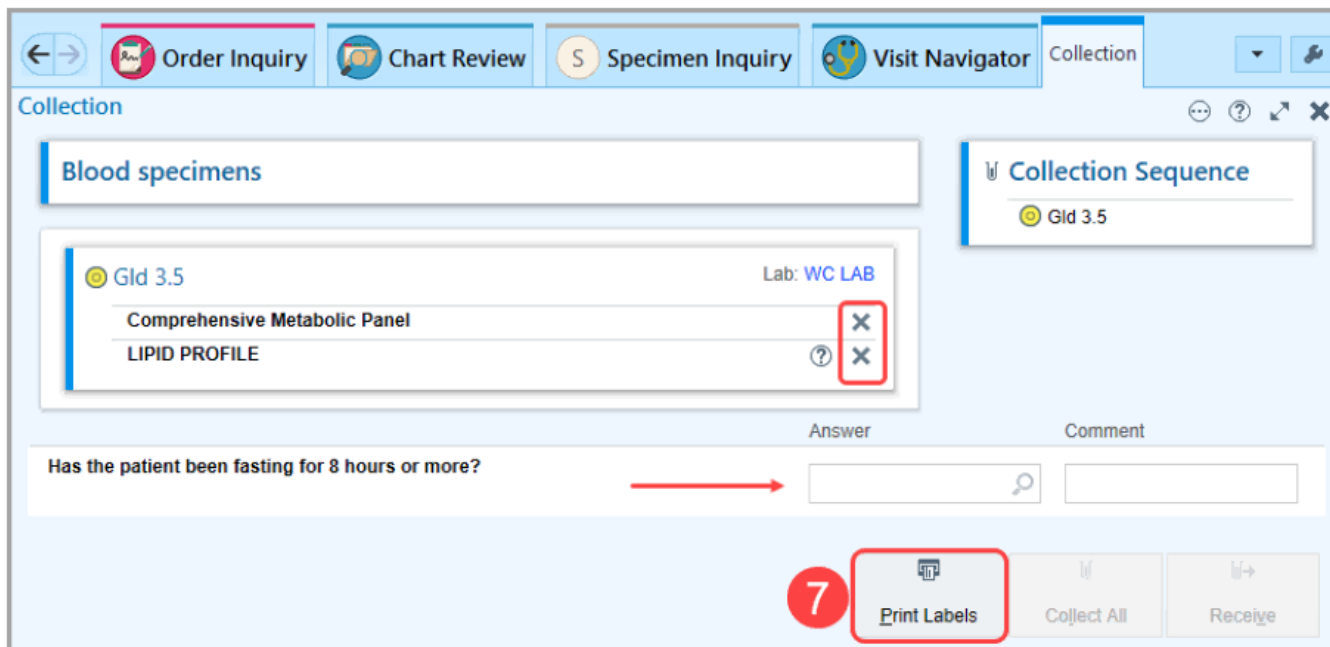 Order Inquiry
Chart Review
S Specimen Inquiry
Visit Navigator
Collection
Collection
Blood specimens
Collection Sequence
Gld 3.5
Gld 3.5
Lab: WC LAB
Comprehensive Metabolic Panel
LIPID PROFILE
Answer
Comment
Has the patient been fasting for 8 hours or more?
7
Print Labels
Collect All
Receive